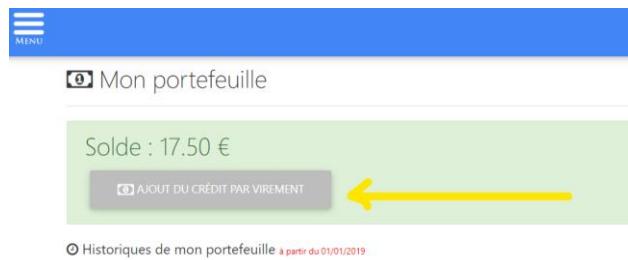 MENU
Mon portefeuille
Solde : 17.50 €
AJOUT DU CRÉDIT PAR VIREMENT
Historiques de mon portefeuille à partir du 01/01/2019